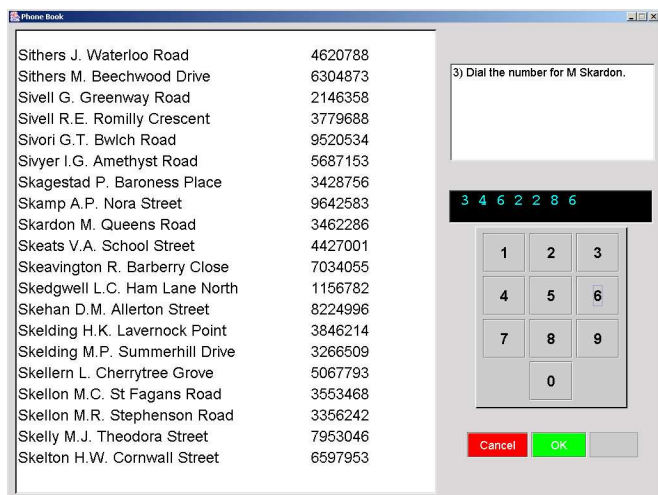 Phone Book
Sithers J. Waterloo Road 4620788
Sithers M. Beechwood Drive 6304873
Sivell G. Greenway Road 2146358
Sivell R.E. Romilly Crescent 3779688
Sivori G.T. Bwlch Road 9520534
Sivyer I.G. Amethyst Road 5687153
Skagestad P. Baroness Place 3428756
Skamp A.P. Nora Street 9642583
Skardon M. Queens Road 3462286
Skeats V.A. School Street 4427001
Skeavington R. Barberry Close 7034055
Skedgwell L.C. Ham Lane North 1156782
Skehan D.M. Allerton Street 8224996
Skelding H.K. Lavernock Point 3846214
Skelding M.P. Summerhill Drive 3266509
Skellern L. Cherrytree Grove 5067793
Skellon M.C. St Fagans Road 3553468
Skellon M.R. Stephenson Road 3356242
Skelly M.J. Theodora Street 7953046
Skelton H.W. Cornwall Street 6597953
3) Dial the number for M Skardon.
3 4 6 2 2 8 6
1 2 3
4 5 6
7 8 9
0
Cancel OK